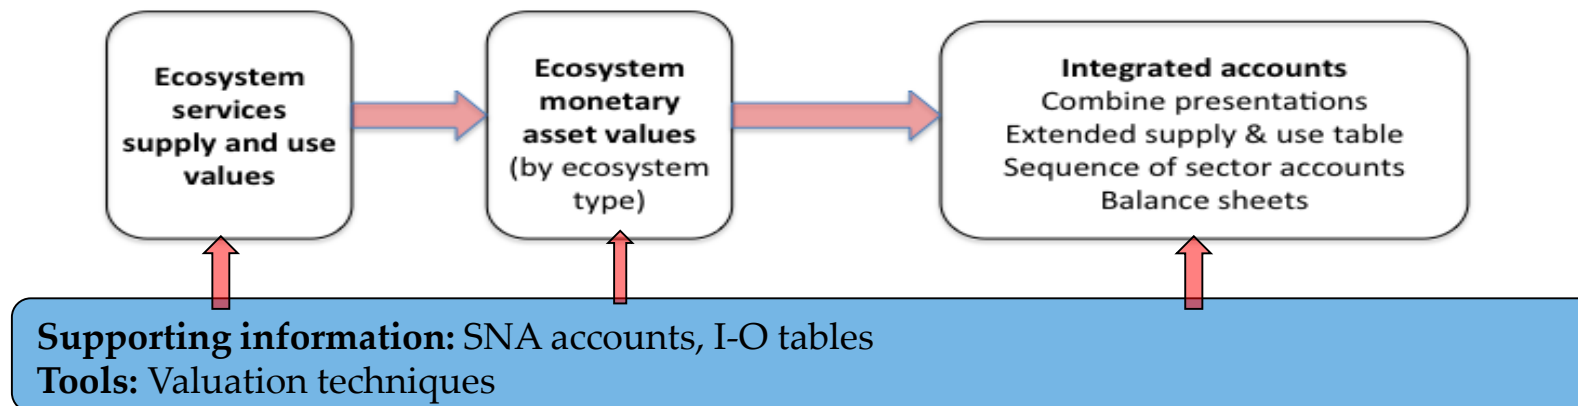 Ecosystem
services
supply and use
values
Ecosystem
monetary
asset values
(by ecosystem
type)
Integrated accounts
Combine presentations
Extended supply & use table
Sequence of sector accounts
Balance sheets
Supporting information: SNA accounts, I-O tables
Tools: Valuation techniques